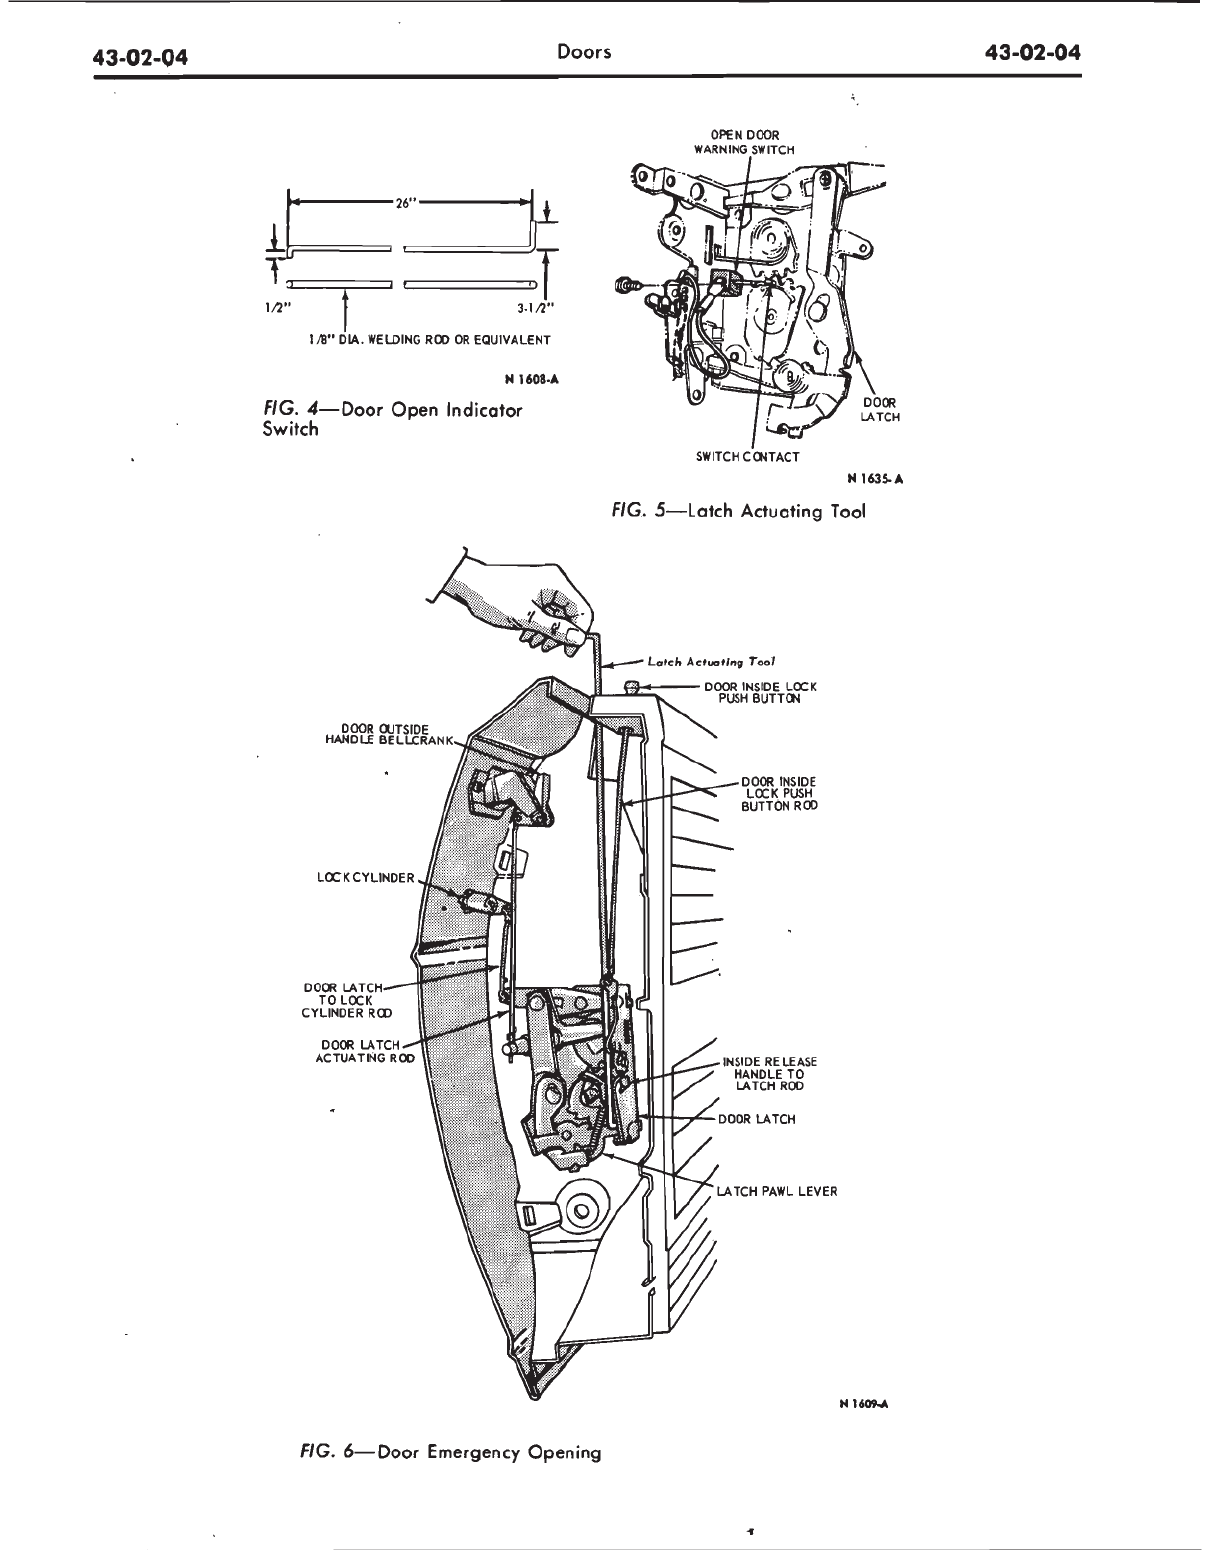 43-02-04
Doors
43-02-04
26"
1/2"
3-1/2"
1/8" DIA. WELDING ROD OR EQUIVALENT
N 1608-A
FIG. 4—Door Open Indicator
Switch
OPEN DOOR
WARNING SWITCH
DOOR
LATCH
SWITCH CONTACT
N 1635-A
FIG. 5—Latch Actuating Tool
Latch Actuating Tool
DOOR INSIDE LOCK
PUSH BUTTON
DOOR OUTSIDE
HANDLE BELLCRANK
DOOR INSIDE
LOCK PUSH
BUTTON ROD
LOCK CYLINDER
DOOR LATCH
TO LOCK
CYLINDER ROD
DOOR LATCH
ACTUATING ROD
INSIDE RELEASE
HANDLE TO
LATCH ROD
DOOR LATCH
LATCH PAWL LEVER
N 1609-A
FIG. 6—Door Emergency Opening